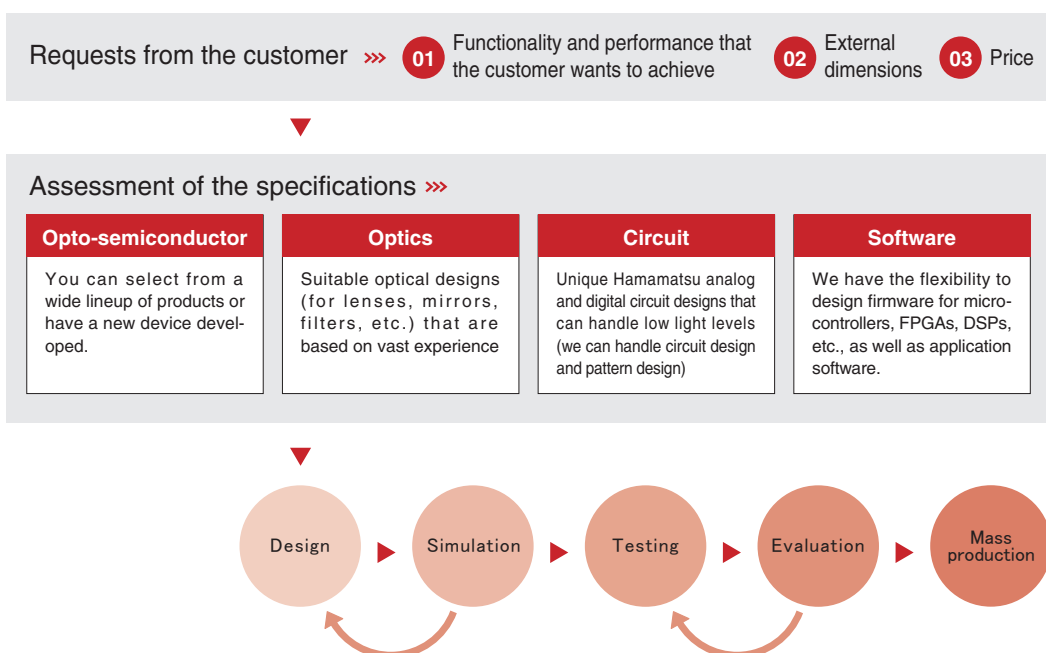 Requests from the customer »›
01 Functionality and performance that
the customer wants to achieve
02 External
dimensions
03 Price
Assessment of the specifications »›
Opto-semiconductor
You can select from a
wide lineup of products or
have a new device devel-
oped.
Optics
Suitable optical designs
(for lenses, mirrors,
filters, etc.) that are
based on vast experience
Circuit
Unique Hamamatsu analog
and digital circuit designs that
can handle low light levels
(we can handle circuit design
and pattern design)
Software
We have the flexibility to
design firmware for micro-
controllers, FPGAs, DSPs,
etc., as well as application
software.
Design
Simulation
Testing
Evaluation
Mass
production